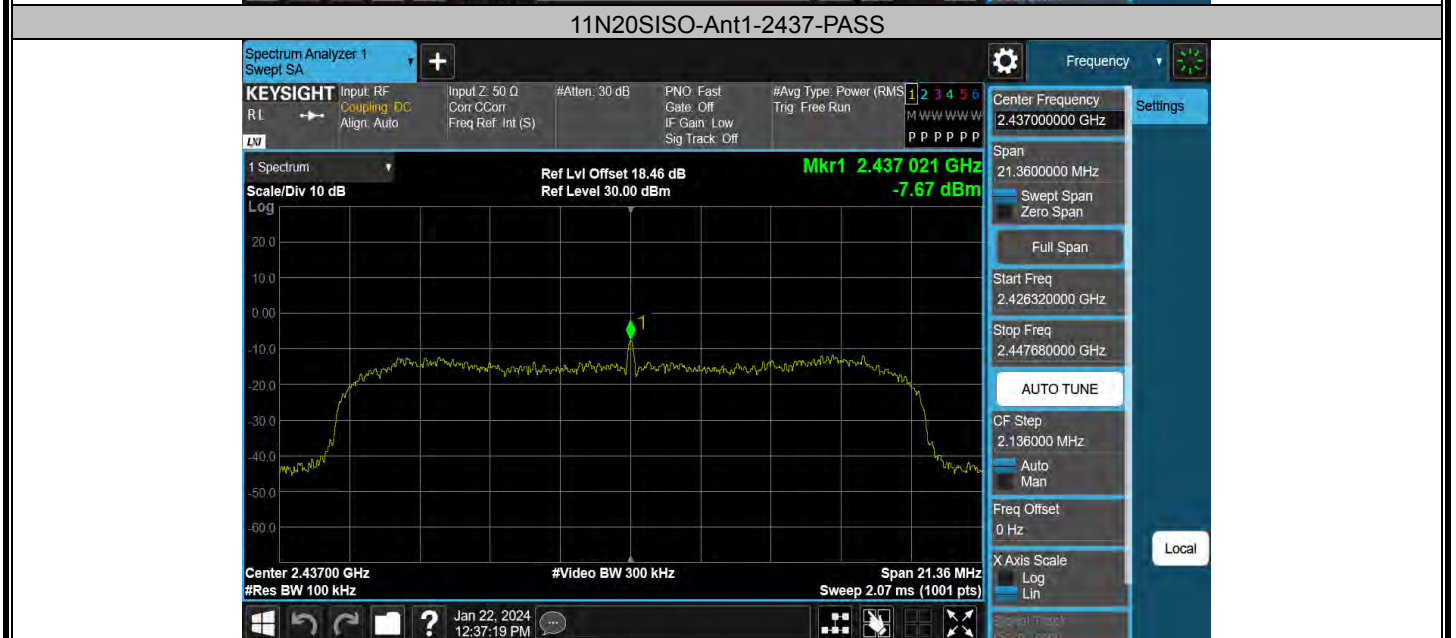 11N20SISO-Ant1-2437-PASS
Spectrum Analyzer 1
Swept SA
Frequency
KEYSIGHT
RL
LXI
Input: RF
Coupling: DC
Align: Auto
Input Z: 50 Ω
Corr CCorr
Freq Ref: Int (S)
#Atten: 30 dB
PNO: Fast
Gate: Off
IF Gain: Low
Sig Track: Off
#Avg Type: Power (RMS
Trig: Free Run
1 2 3 4 5 6
M W W W W W
P P P P P P
1 Spectrum
Scale/Div 10 dB
Log
Ref Lvl Offset 18.46 dB
Ref Level 30.00 dBm
Mkr1 2.437 021 GHz
-7.67 dBm
20.0
10.0
0.00
-10.0
-20.0
-30.0
-40.0
-50.0
-60.0
1
Center 2.43700 GHz
#Res BW 100 kHz
#Video BW 300 kHz
Span 21.36 MHz
Sweep 2.07 ms (1001 pts)
Center Frequency
2.437000000 GHz
Settings
Span
21.3600000 MHz
Swept Span
Zero Span
Full Span
Start Freq
2.426320000 GHz
Stop Freq
2.447680000 GHz
AUTO TUNE
CF Step
2.136000 MHz
Auto
Man
Freq Offset
0 Hz
X Axis Scale
Log
Lin
Local
Signal Track
?
Jan 22, 2024
12:37:19 PM